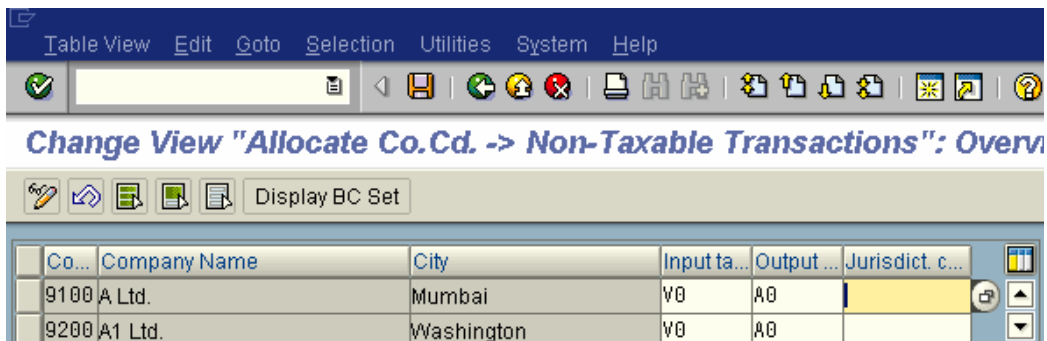 Table View Edit Goto Selection Utilities System Help
Change View "Allocate Co.Cd. -> Non-Taxable Transactions": Overvi
Display BC Set
Co... Company Name City Input ta... Output ... Jurisdict. c...
9100 A Ltd. Mumbai V0 A0
9200 A1 Ltd. Washington V0 A0